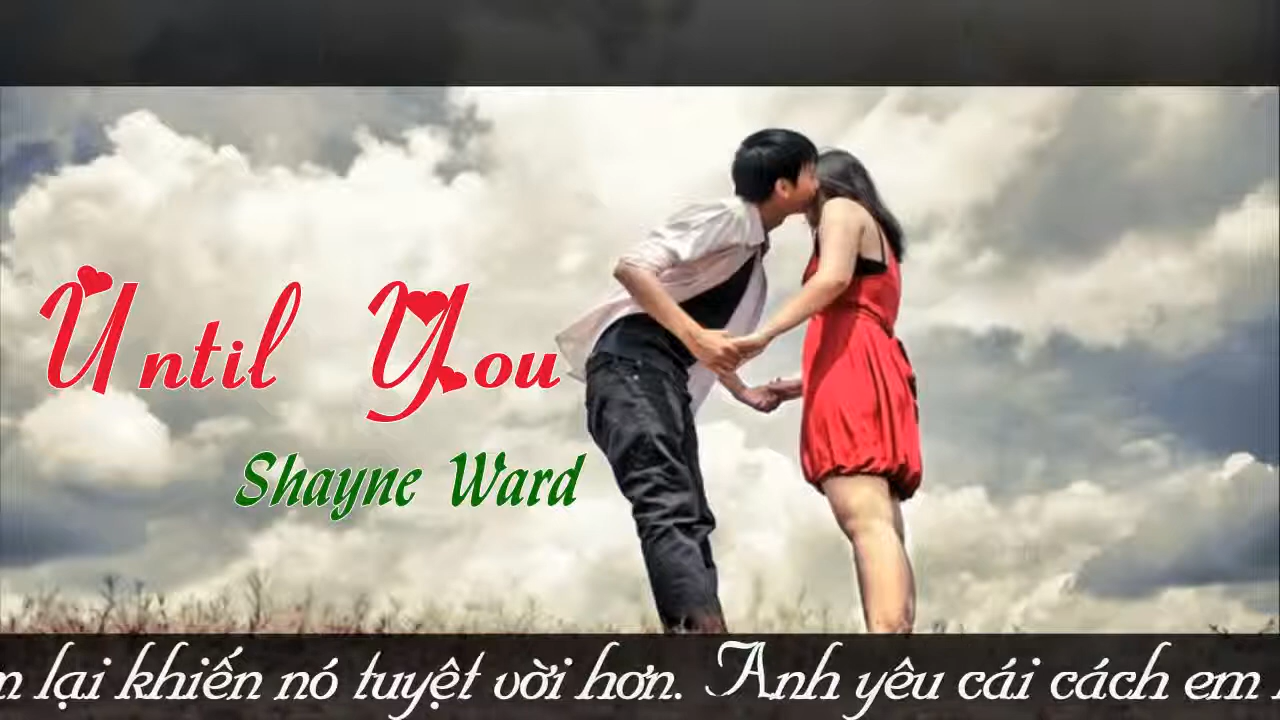 Until You
Shayne Ward
lại khiến nó tuyệt vời hơn. Anh yêu cái cách em